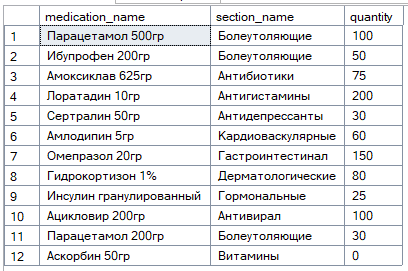 medication_name section_name quantity
1 Парацетамол 500гр Болеутоляющие 100
2 Ибупрофен 200гр Болеутоляющие 50
3 Амоксиклав 625гр Антибиотики 75
4 Лоратадин 10гр Антигистамины 200
5 Сертралин 50гр Антидепрессанты 30
6 Амлодипин 5гр Кардиоваскулярные 60
7 Омепразол 20гр Гастроинтестинал 150
8 Гидрокортизон 1% Дерматологические 80
9 Инсулин гранулированный Гормональные 25
10 Ацикловир 200гр Антивирал 100
11 Парацетамол 200гр Болеутоляющие 30
12 Аскорбин 50гр Витамины 0